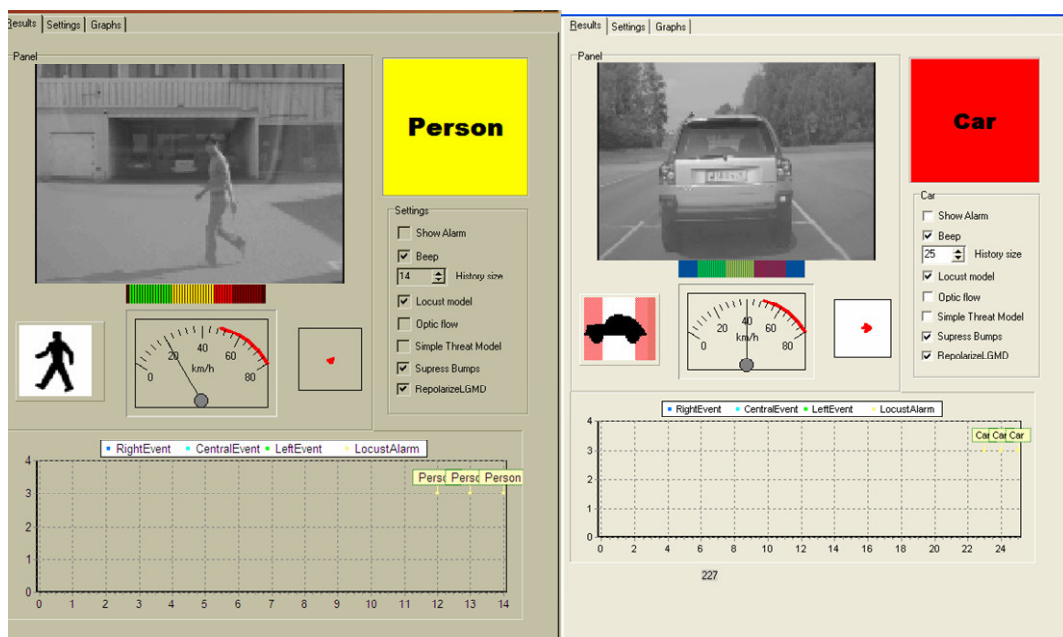 Results Settings Graphs
Panel
Person
Settings
Show Alarm
Beep
14 History size
Locust model
Optic flow
Simple Threat Model
Supress Bumps
RepolarizeLGMD
0 20 40 60 80
km/h
RightEvent CentralEvent LeftEvent LocustAlarm
Perso Perso Person
4
3
2
1
0
0 1 2 3 4 5 6 7 8 9 10 11 12 13 14
Results Settings Graphs
Panel
Car
Car
Show Alarm
Beep
25 History size
Locust model
Optic flow
Simple Threat Model
Supress Bumps
RepolarizeLGMD
0 20 40 60 80
km/h
RightEvent CentralEvent LeftEvent LocustAlarm
Car Car Car
4
3
2
1
0
0 2 4 6 8 10 12 14 16 18 20 22 24
227